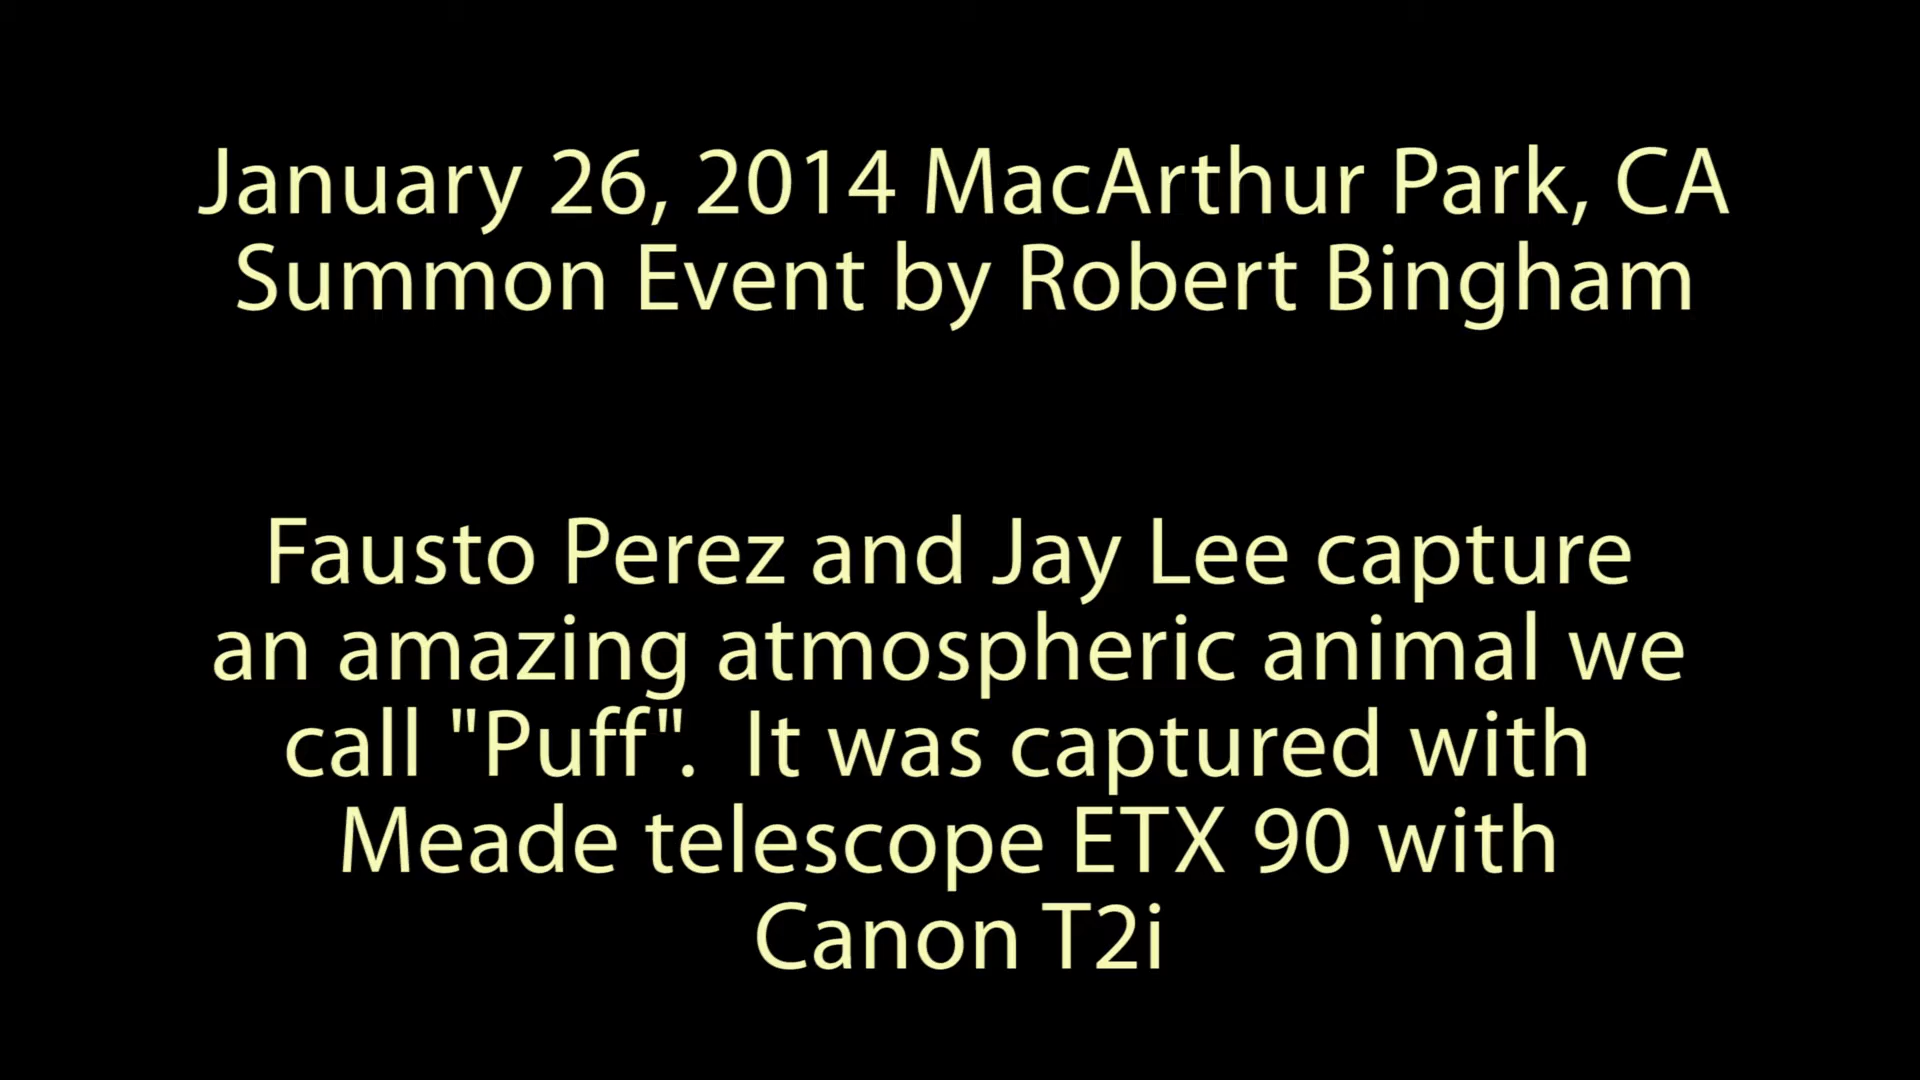 January 26, 2014 MacArthur Park, CA
Summon Event by Robert Bingham
Fausto Perez and Jay Lee capture
an amazing atmospheric animal we
call "Puff".  It was captured with
Meade telescope ETX 90 with
Canon T2i